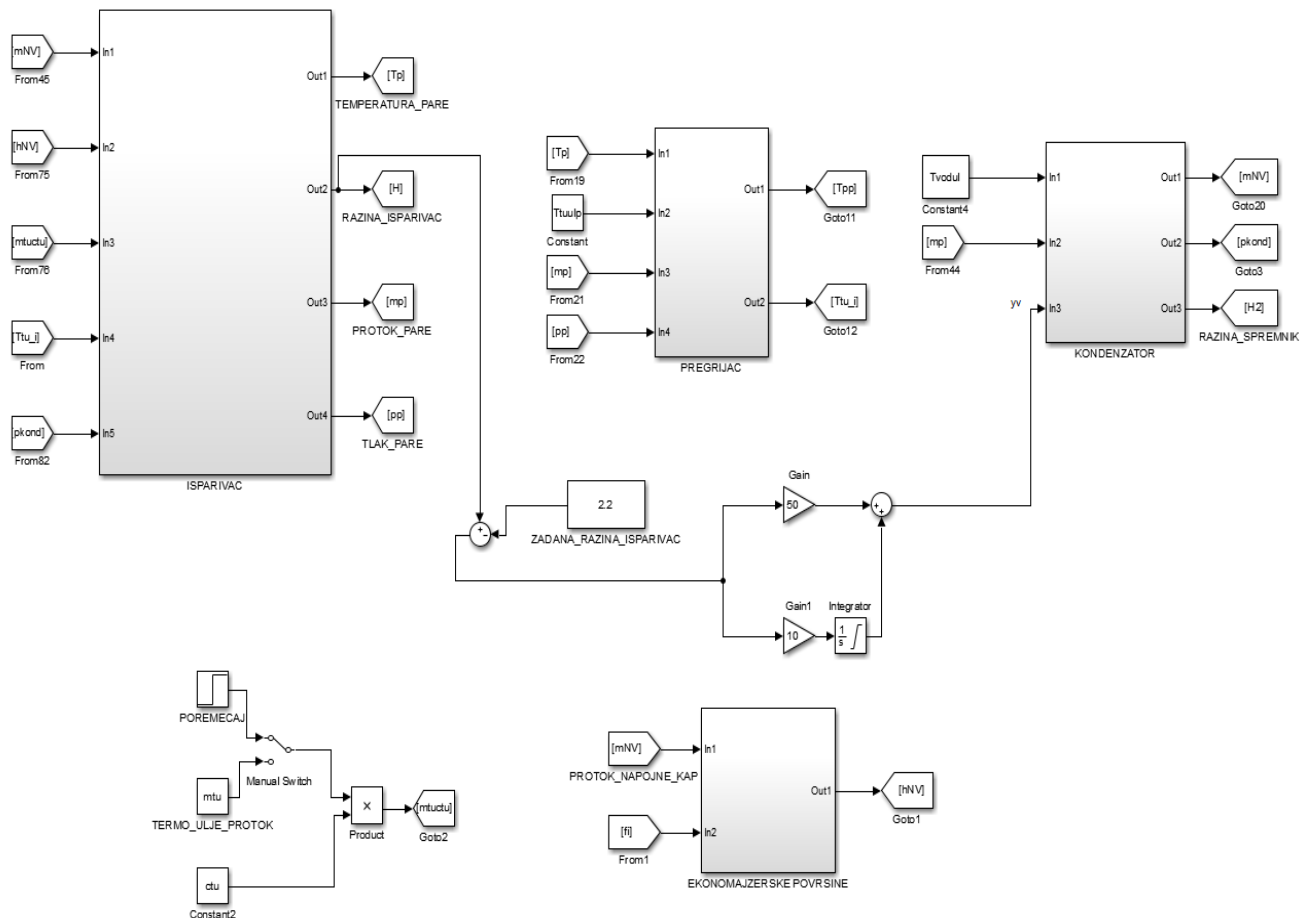 [mNV]
From45
[hNV]
From75
[mtuctu]
From76
[Ttu_i]
From
[pkond]
From82
In1
In2
In3
In4
In5
Out1
Out2
Out3
Out4
ISPARIVAC
[Tp]
TEMPERATURA_PARE
[H]
RAZINA_ISPARIVAC
[mp]
PROTOK_PARE
[pp]
TLAK_PARE
[Tp]
From19
Ttuulp
Constant
[mp]
From21
[pp]
From22
In1
In2
In3
In4
Out1
Out2
PREGRIJAC
[Tpp]
Goto11
[Ttu_i]
Goto12
Tvodul
Constant4
[mp]
From44
yv
In1
In2
In3
Out1
Out2
Out3
KONDENZATOR
[mNV]
Goto20
[pkond]
Goto3
[H2]
RAZINA_SPREMNIK
+
-
2.2
ZADANA_RAZINA_ISPARIVAC
Gain
50
+
+
Gain1
10
Integrator
1
s
POREMECAJ
Manual Switch
mtu
TERMO_ULJE_PROTOK
×
Product
[mtuctu]
Goto2
ctu
Constant2
[mNV]
PROTOK_NAPOJNE_KAP
[fi]
From1
In1
In2
Out1
EKONOMAJZERSKE POVRSINE
[hNV]
Goto1